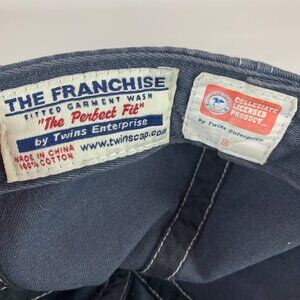 THE FRANCHISE
FITTED GARMENT WASH
"The Perfect Fit"
by Twins Enterprise
www.twinscap.com
MADE IN CHINA
100% COTTON
COLLEGIATE
LICENSED
PRODUCT
by Twins Enterprise
S